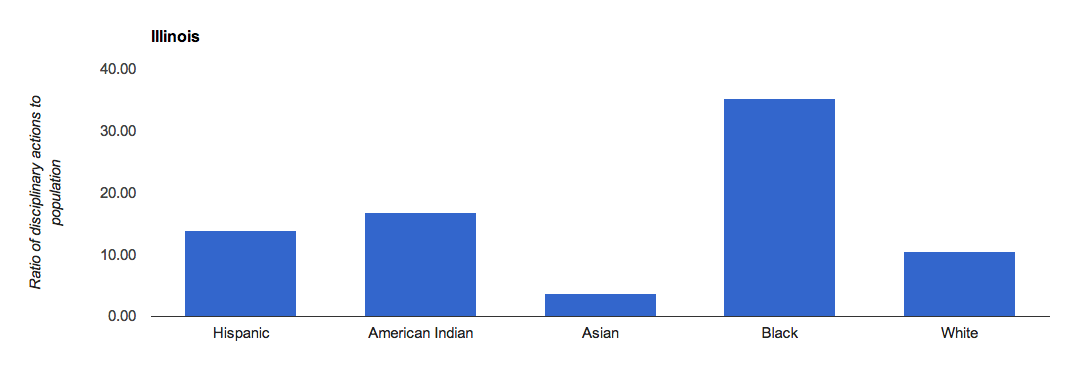 Illinois
Ratio of disciplinary actions to
population
40.00
30.00
20.00
10.00
0.00
Hispanic
American Indian
Asian
Black
White